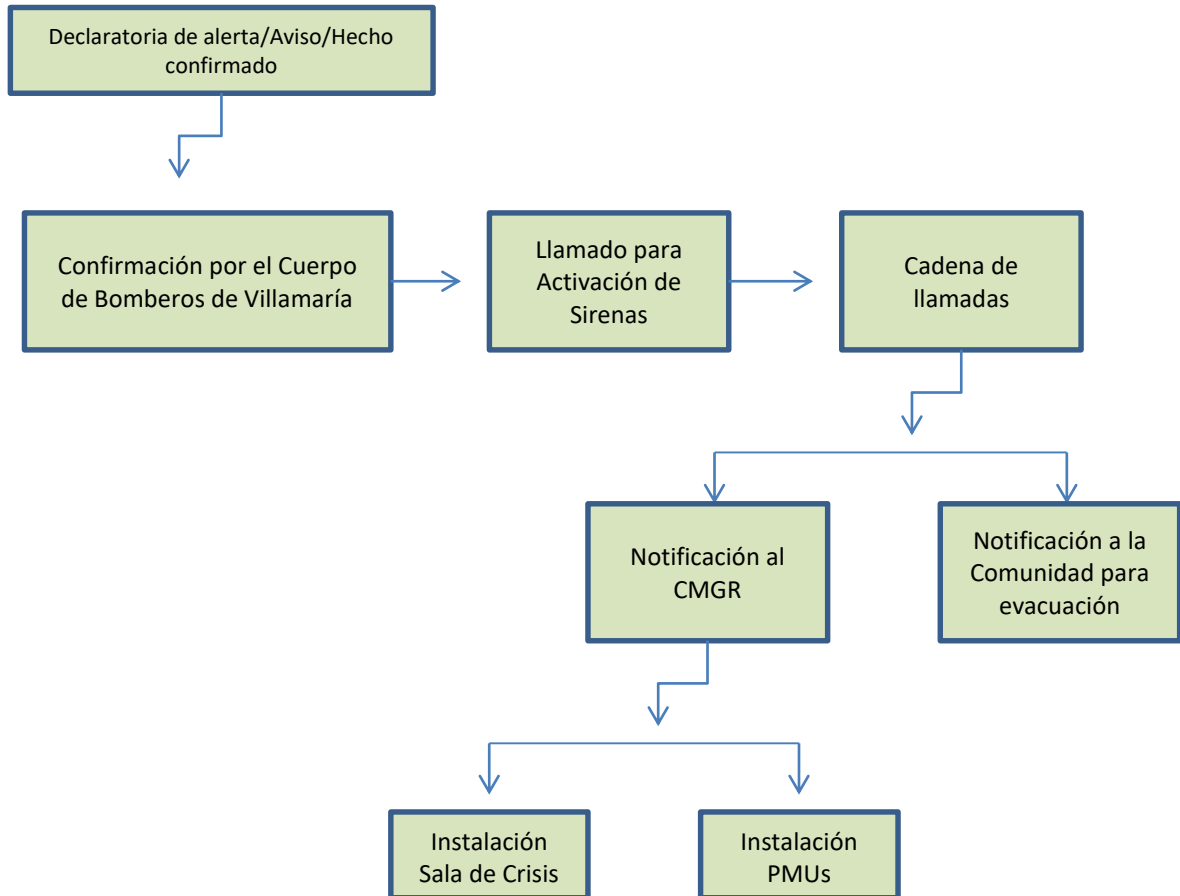 Declaratoria de alerta/Aviso/Hecho
confirmado
Confirmación por el Cuerpo
de Bomberos de Villamaría
Llamado para
Activación de
Sirenas
Cadena de
llamadas
Notificación al
CMGR
Notificación a la
Comunidad para
evacuación
Instalación
Sala de Crisis
Instalación
PMUs